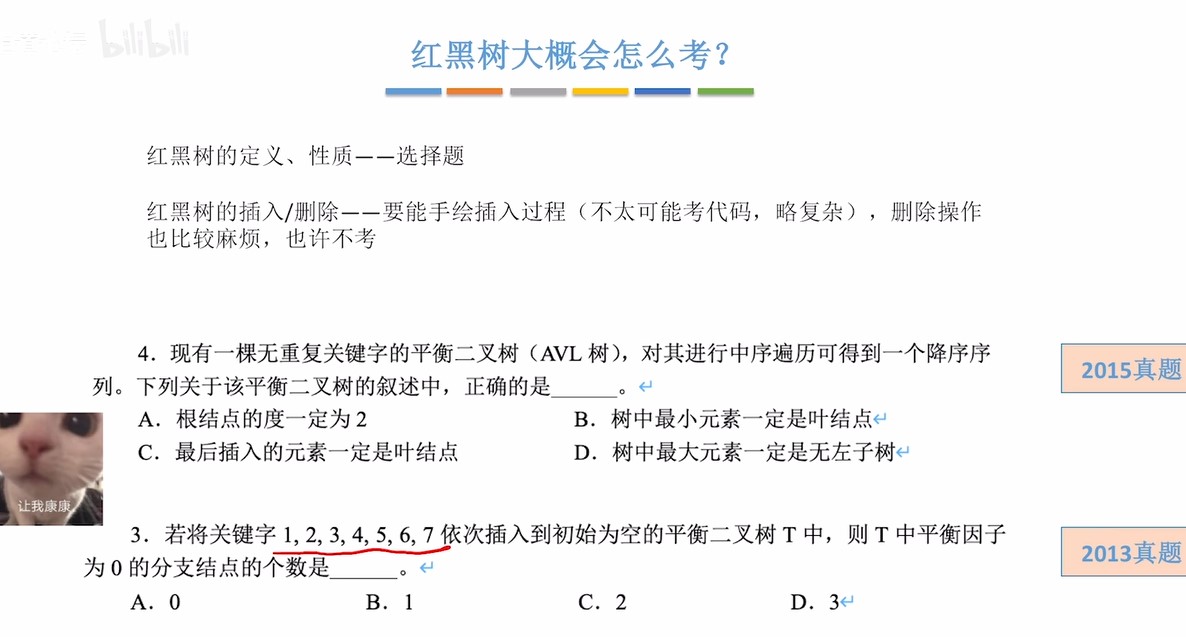 bilibili
红黑树大概会怎么考？
红黑树的定义、性质——选择题
红黑树的插入/删除——要能手绘插入过程（不太可能考代码，略复杂），删除操作
也比较麻烦，也许不考
4．现有一棵无重复关键字的平衡二叉树（AVL 树），对其进行中序遍历可得到一个降序序
列。下列关于该平衡二叉树的叙述中，正确的是______。↵
2015真题
A．根结点的度一定为 2 B．树中最小元素一定是叶结点↵
C．最后插入的元素一定是叶结点 D．树中最大元素一定是无左子树↵
让我康康
3．若将关键字 1, 2, 3, 4, 5, 6, 7 依次插入到初始为空的平衡二叉树 T 中，则 T 中平衡因子
为 0 的分支结点的个数是______。↵
2013真题
A．0 B．1 C．2 D．3↵